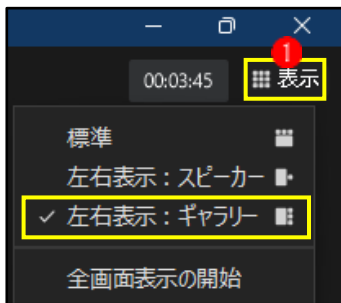 1
00:03:45 表示
標準
左右表示：スピーカー
左右表示：ギャラリー
全画面表示の開始